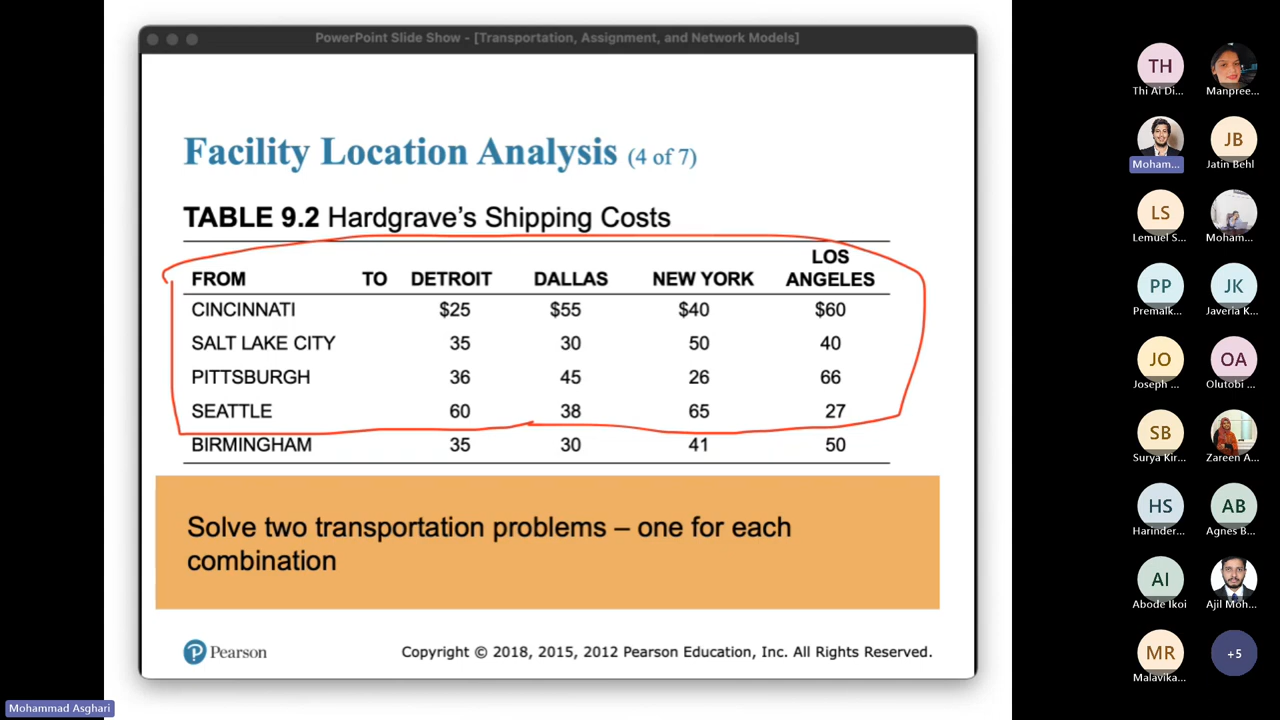 PowerPoint Slide Show - [Transportation, Assignment, and Network Models]
Facility Location Analysis (4 of 7)
TABLE 9.2 Hardgrave's Shipping Costs
FROM TO DETROIT DALLAS NEW YORK LOS ANGELES
CINCINNATI $25 $55 $40 $60
SALT LAKE CITY 35 30 50 40
PITTSBURGH 36 45 26 66
SEATTLE 60 38 65 27
BIRMINGHAM 35 30 41 50
Solve two transportation problems – one for each
combination
Pearson
Copyright © 2018, 2015, 2012 Pearson Education, Inc. All Rights Reserved.
Mohammad Asghari
TH
Thi Ai Di...
Manpree...
Moham...
JB
Jatin Behl
LS
Lemuel S...
Moham...
PP
Premalk...
JK
Javeria K...
JO
Joseph ...
OA
Olutobi ...
SB
Surya Kir...
Zareen A...
HS
Harinder...
AB
Agnes B...
AI
Abode Ikoi
Ajil Moh...
MR
Malavika...
+5